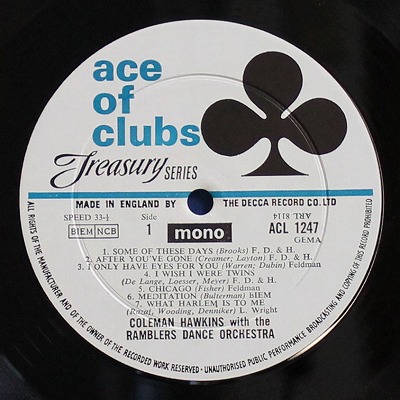 ace
of
clubs
Treasury SERIES
MADE IN ENGLAND BY THE DECCA RECORD CO. LTD
SPEED 33-⅓
Side
ARL 8114
BIEM NCB
1
mono
ACL 1247
GEMA
1. SOME OF THESE DAYS (Brooks) F. D. & H.
2. AFTER YOU'VE GONE (Creamer; Layton) F. D. & H.
3. I ONLY HAVE EYES FOR YOU (Warren; Dubin) Feldman
4. I WISH I WERE TWINS
(De Lange, Loesser, Meyer) F. D. & H.
5. CHICAGO (Fisher) Feldman
6. MEDITATION (Bulterman) BIEM
7. WHAT HARLEM IS TO ME
(Razaf, Wooding, Denniker) L. Wright
COLEMAN HAWKINS with the
RAMBLERS DANCE ORCHESTRA
ALL RIGHTS OF THE MANUFACTURER AND OF THE OWNER OF THE RECORDED WORK RESERVED - UNAUTHORISED PUBLIC PERFORMANCE BROADCASTING AND COPYING OF THIS RECORD PROHIBITED